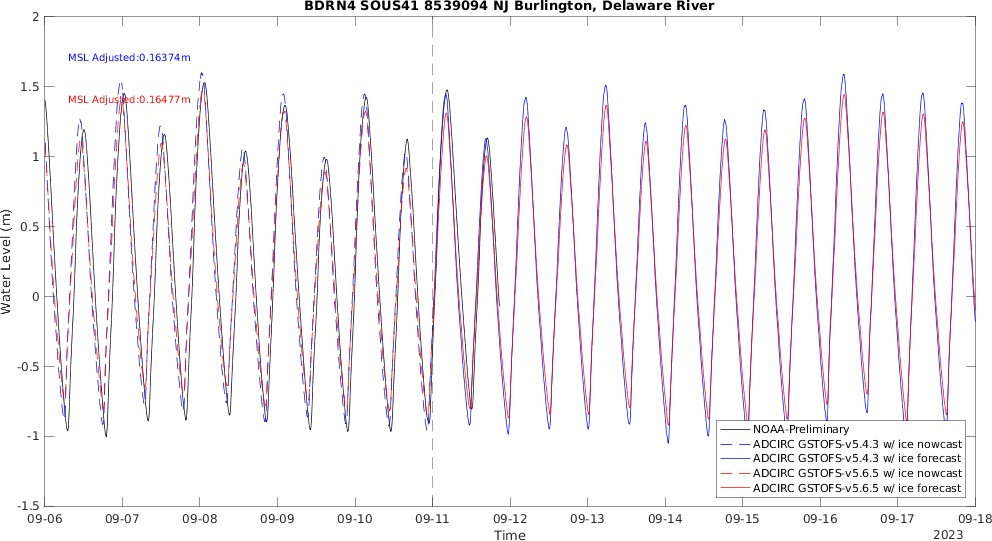 BDRN4 SOUS41 8539094 NJ Burlington, Delaware River
MSL Adjusted:0.16374m
MSL Adjusted:0.16477m
Water Level (m)
2
1.5
1
0.5
0
-0.5
-1
-1.5
NOAA-Preliminary
ADCIRC GSTOFS-v5.4.3 w/ ice nowcast
ADCIRC GSTOFS-v5.4.3 w/ ice forecast
ADCIRC GSTOFS-v5.6.5 w/ ice nowcast
ADCIRC GSTOFS-v5.6.5 w/ ice forecast
09-06 09-07 09-08 09-09 09-10 09-11 09-12 09-13 09-14 09-15 09-16 09-17 09-18
Time
2023